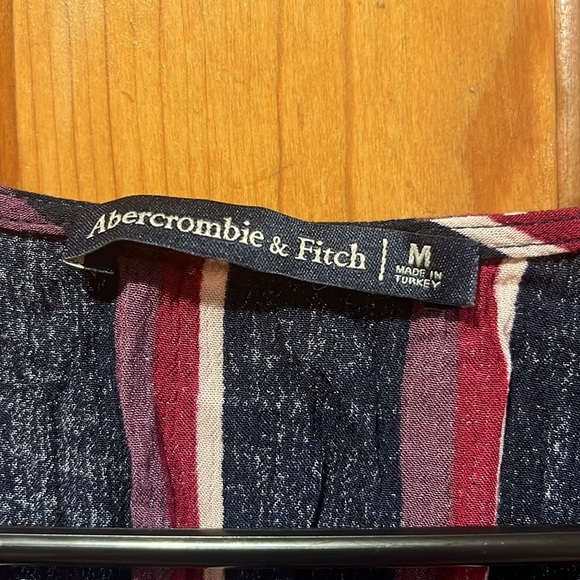 Abercrombie & Fitch
M
MADE IN
TURKEY